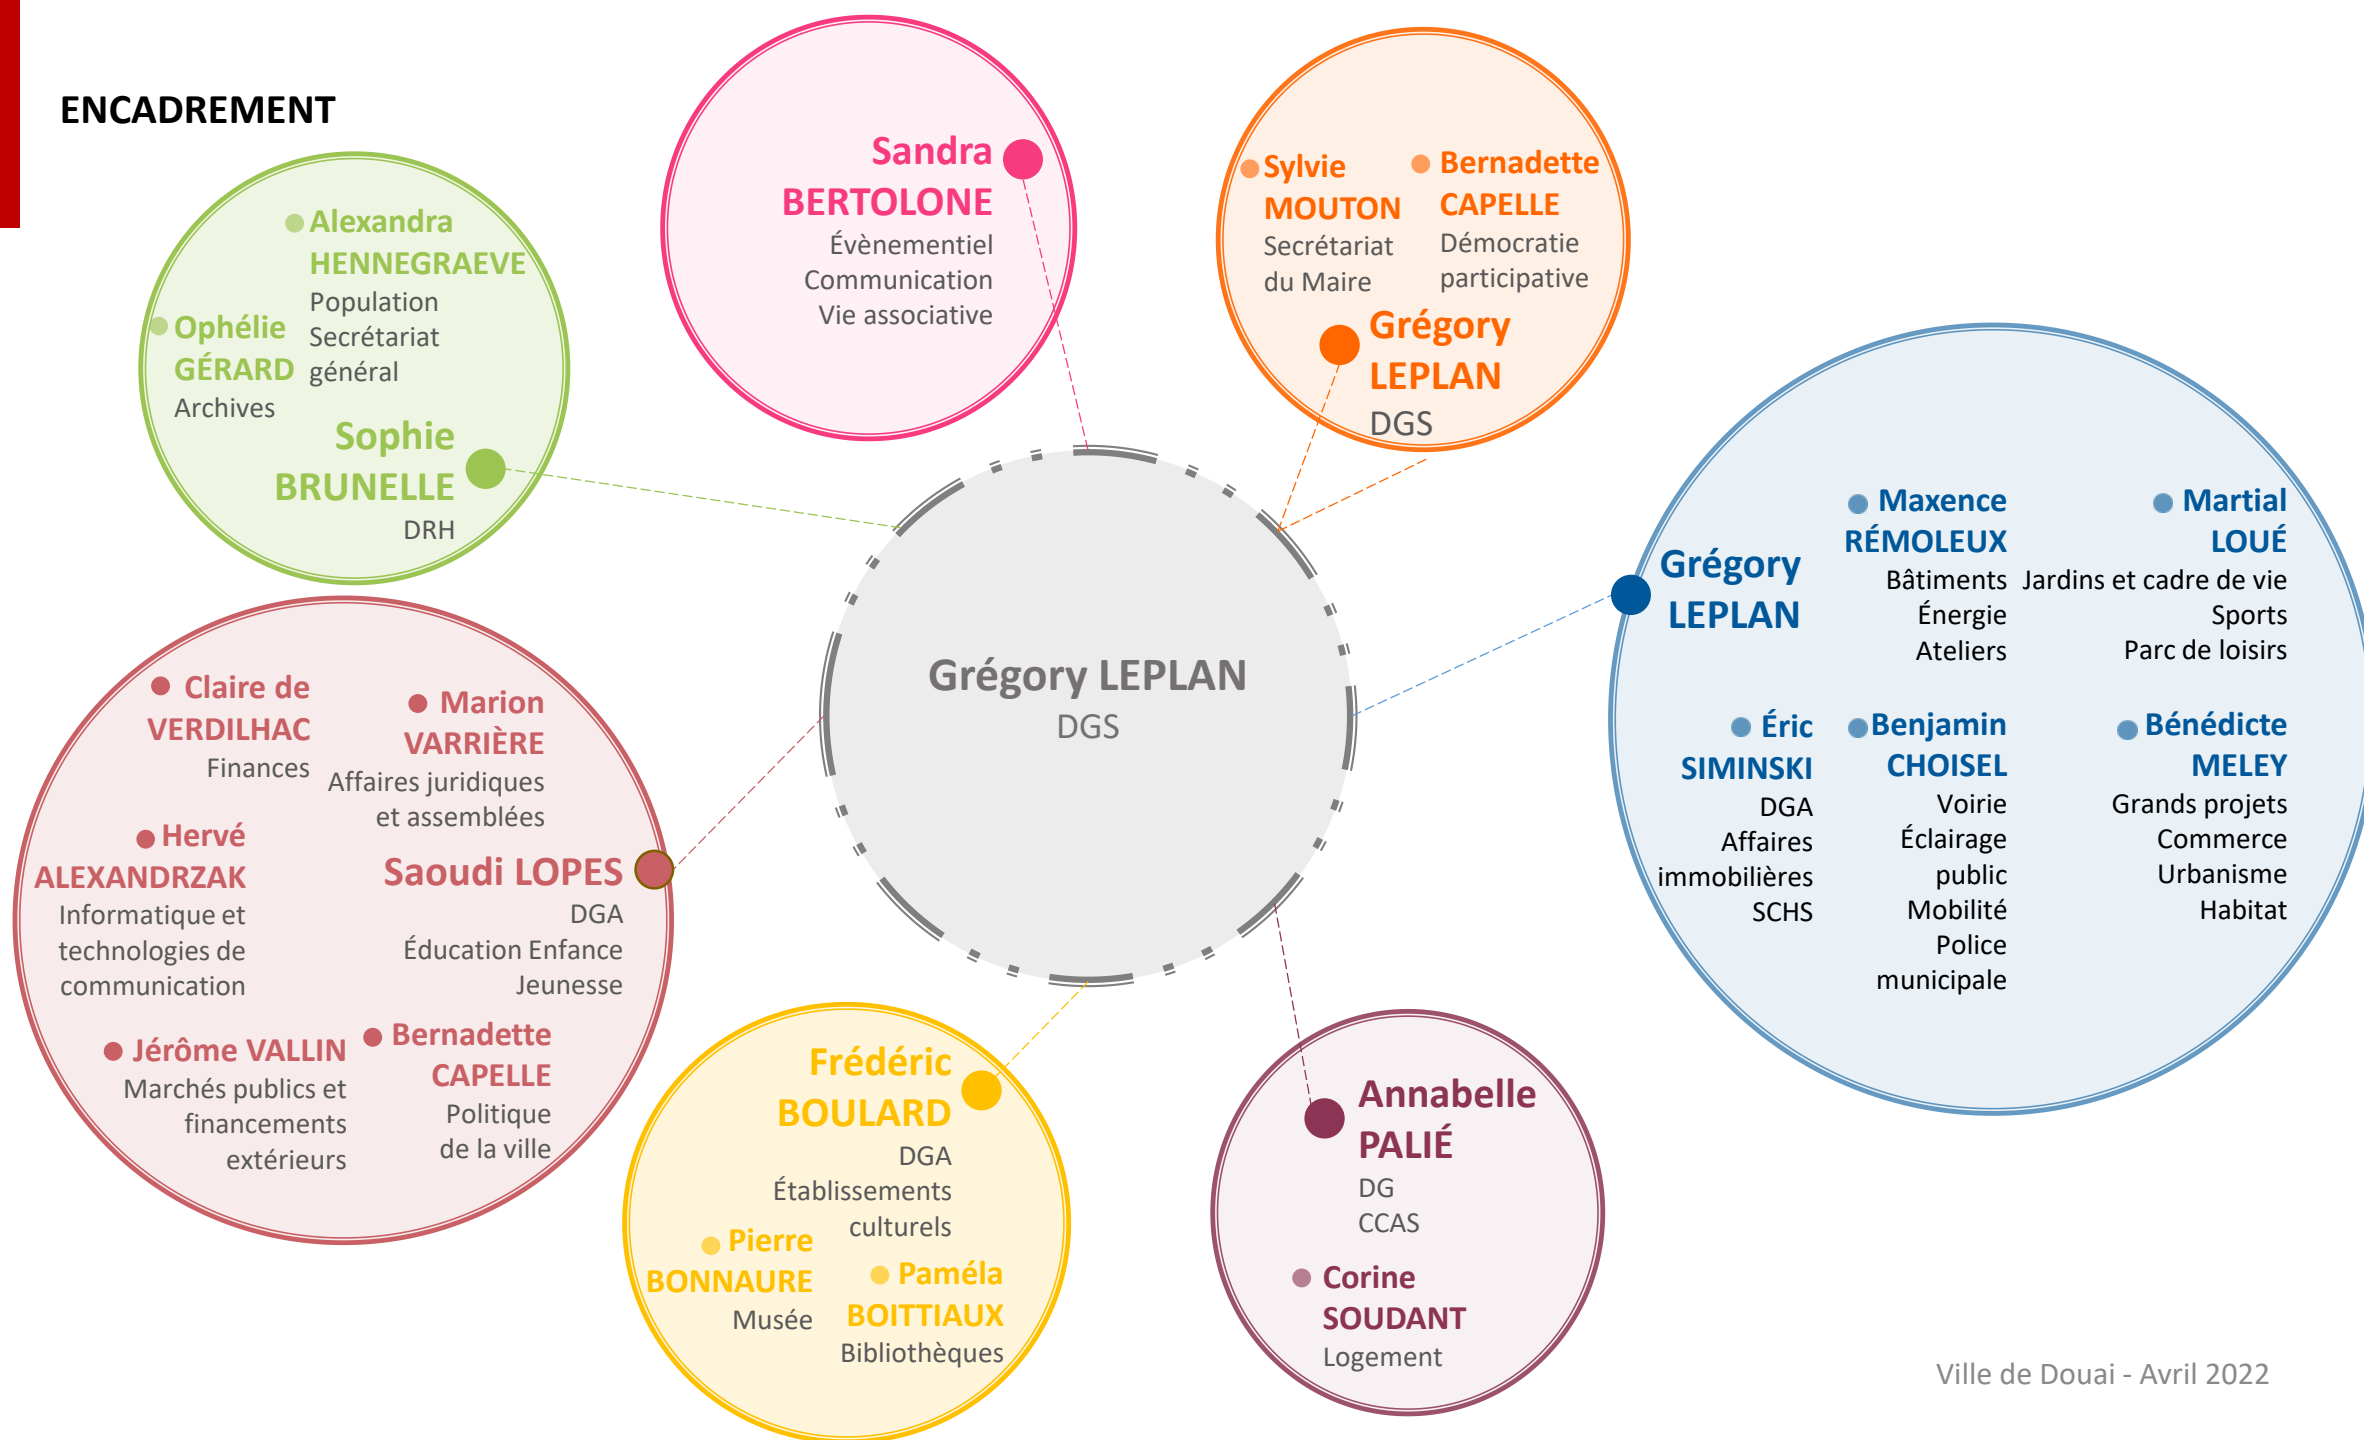 ENCADREMENT
Alexandra
HENNEGRAEVE
Population
Secrétariat
général
Ophélie
GÉRARD
Archives
Sophie
BRUNELLE
DRH
Sandra
BERTOLONE
Évènementiel
Communication
Vie associative
Sylvie
MOUTON
Secrétariat
du Maire
Bernadette
CAPELLE
Démocratie
participative
Grégory
LEPLAN
DGS
Grégory LEPLAN
DGS
Grégory
LEPLAN
Maxence
RÉMOLEUX
Bâtiments
Énergie
Ateliers
Martial
LOUÉ
Jardins et cadre de vie
Sports
Parc de loisirs
Éric
SIMINSKI
DGA
Affaires
immobilières
SCHS
Benjamin
CHOISEL
Voirie
Éclairage
public
Mobilité
Police
municipale
Bénédicte
MELEY
Grands projets
Commerce
Urbanisme
Habitat
Claire de
VERDILHAC
Finances
Marion
VARRIÈRE
Affaires juridiques
et assemblées
Hervé
ALEXANDRZAK
Informatique et
technologies de
communication
Saoudi LOPES
DGA
Éducation Enfance
Jeunesse
Jérôme VALLIN
Marchés publics et
financements
extérieurs
Bernadette
CAPELLE
Politique
de la ville
Frédéric
BOULARD
DGA
Établissements
culturels
Pierre
BONNAURE
Musée
Paméla
BOITTIAUX
Bibliothèques
Annabelle
PALIÉ
DG
CCAS
Corine
SOUDANT
Logement
Ville de Douai - Avril 2022